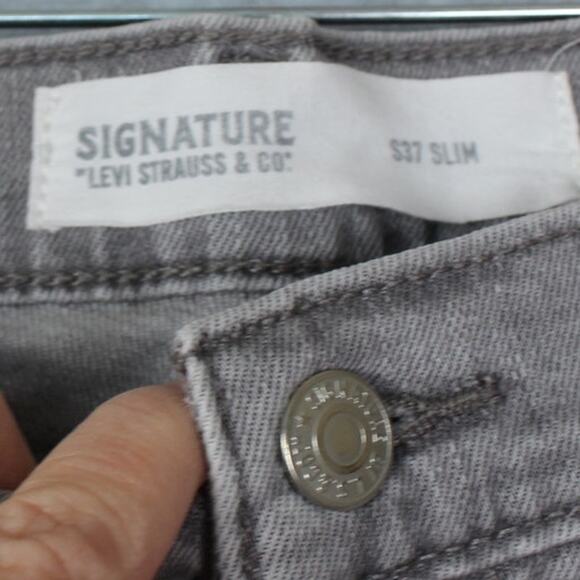 SIGNATURE
"LEVI STRAUSS & CO."
S37 SLIM